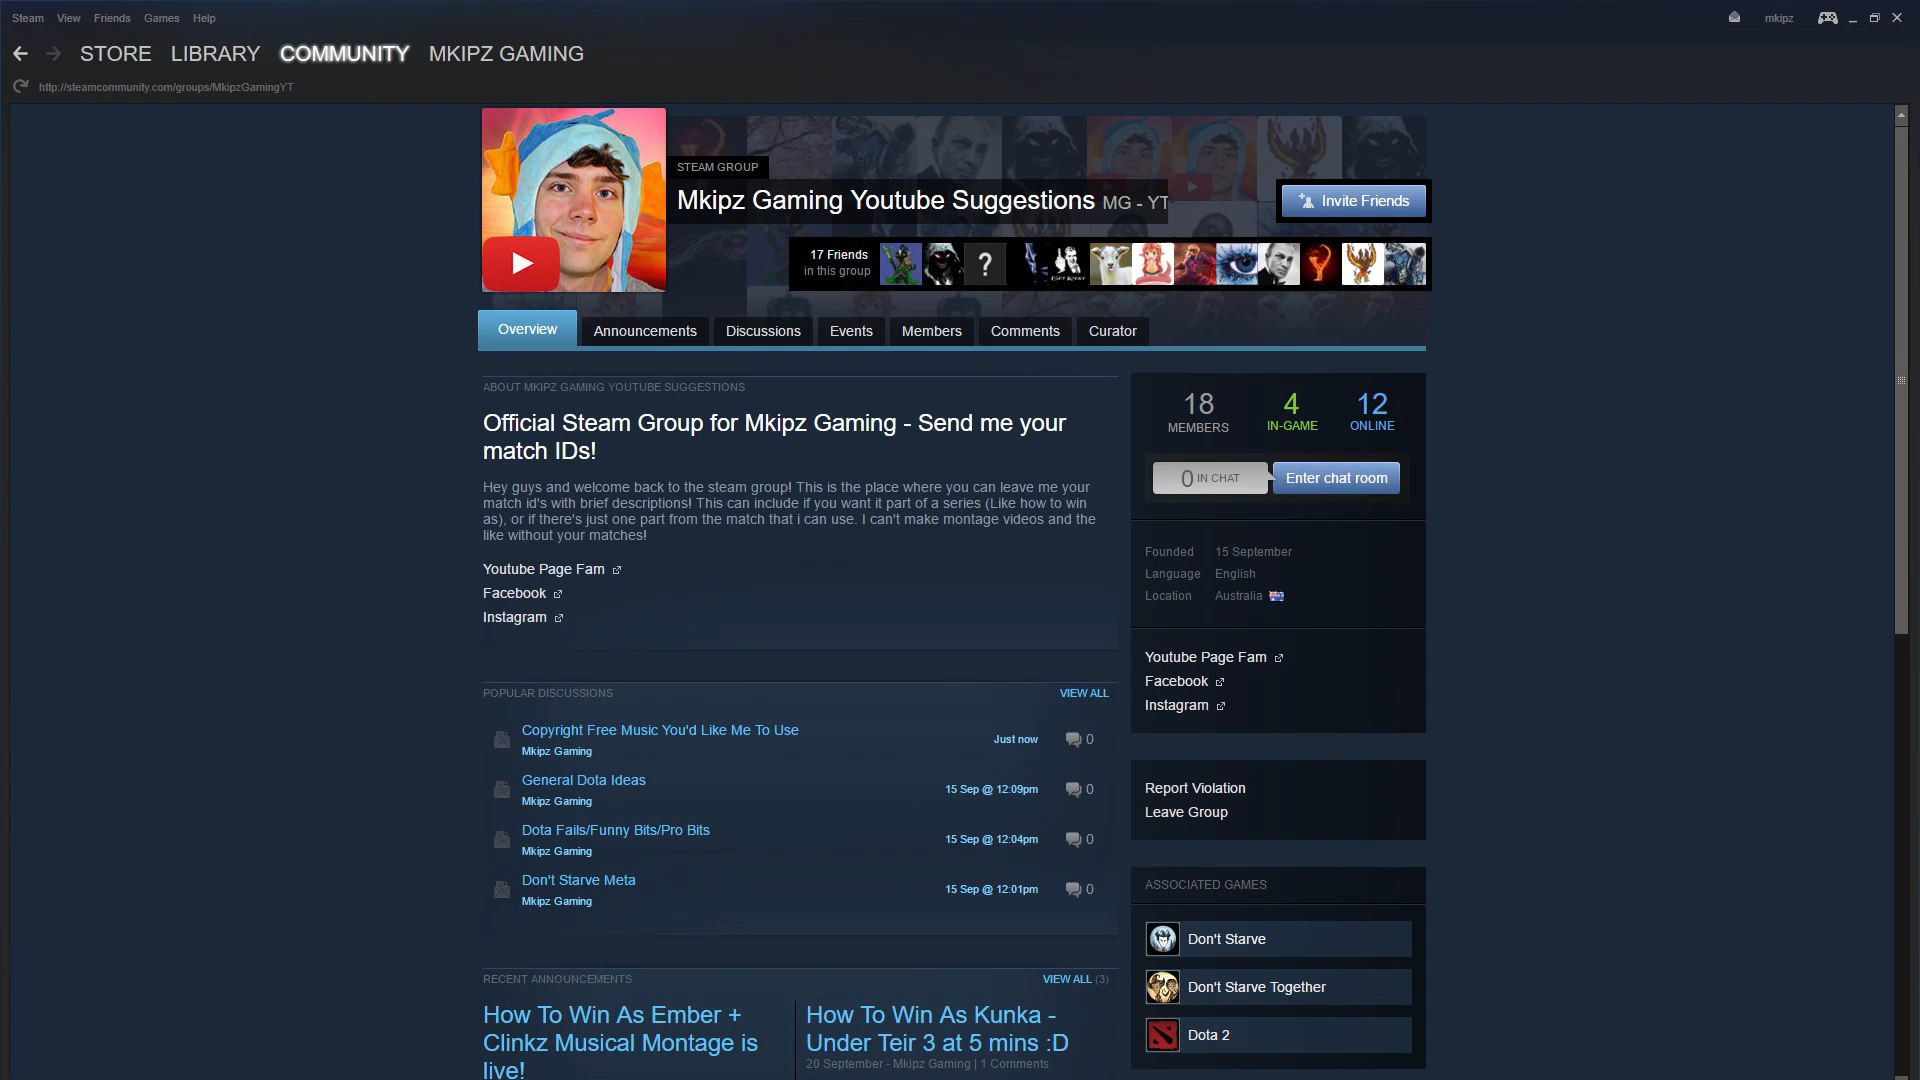 Steam View Friends Games Help
mkipz
STORE LIBRARY COMMUNITY MKIPZ GAMING
http://steamcommunity.com/groups/MkipzGamingYT
STEAM GROUP
Mkipz Gaming Youtube Suggestions MG - YT
Invite Friends
17 Friends
in this group
?
Overview Announcements Discussions Events Members Comments Curator
ABOUT MKIPZ GAMING YOUTUBE SUGGESTIONS
Official Steam Group for Mkipz Gaming - Send me your
match IDs!
Hey guys and welcome back to the steam group! This is the place where you can leave me your
match id's with brief descriptions! This can include if you want it part of a series (Like how to win
as), or if there's just one part from the match that i can use. I can't make montage videos and the
like without your matches!
Youtube Page Fam
Facebook
Instagram
POPULAR DISCUSSIONS VIEW ALL
Copyright Free Music You'd Like Me To Use
Mkipz Gaming
Just now 0
General Dota Ideas
Mkipz Gaming
15 Sep @ 12:09pm 0
Dota Fails/Funny Bits/Pro Bits
Mkipz Gaming
15 Sep @ 12:04pm 0
Don't Starve Meta
Mkipz Gaming
15 Sep @ 12:01pm 0
RECENT ANNOUNCEMENTS VIEW ALL (3)
How To Win As Ember +
Clinkz Musical Montage is
live!
How To Win As Kunka -
Under Teir 3 at 5 mins :D
20 September - Mkipz Gaming | 1 Comments
18 4 12
MEMBERS IN-GAME ONLINE
0 IN CHAT Enter chat room
Founded 15 September
Language English
Location Australia
Youtube Page Fam
Facebook
Instagram
Report Violation
Leave Group
ASSOCIATED GAMES
Don't Starve
Don't Starve Together
Dota 2